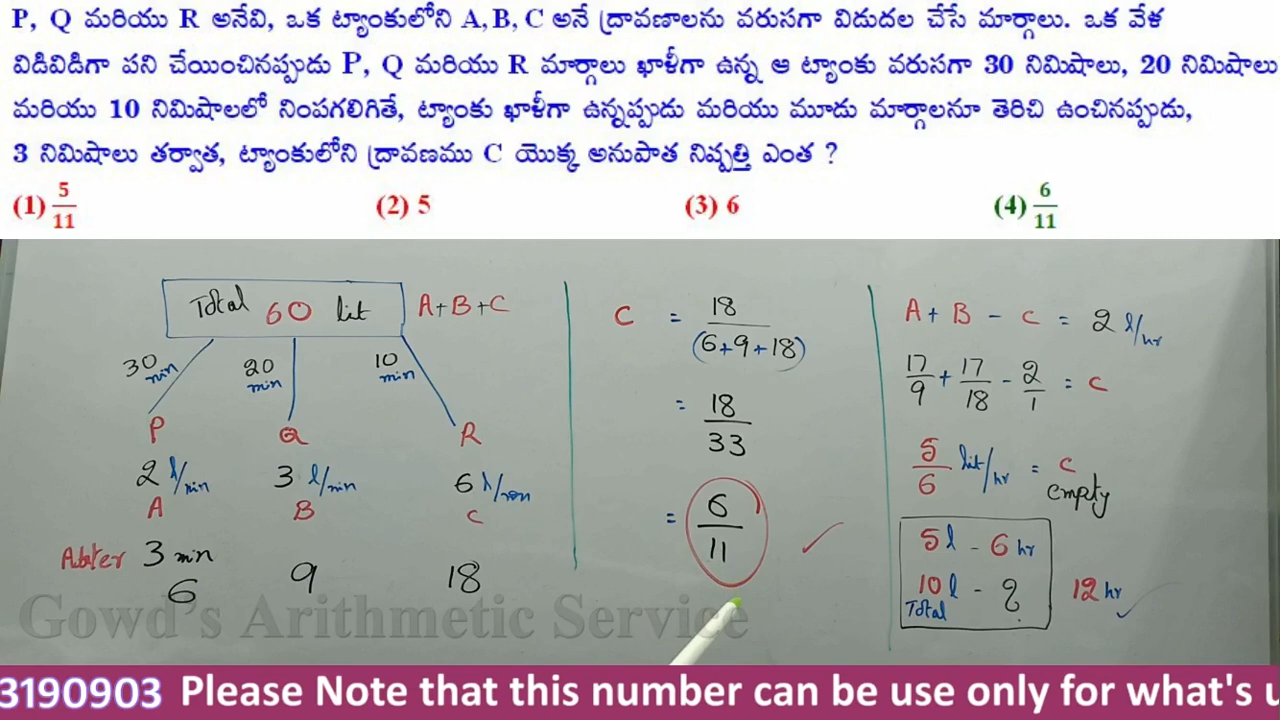 P, Q మరియు R అనేవి, ఒక ట్యాంకులోని A, B, C అనే ద్రావణాలను వరుసగా విడుదల చేసే మార్గాలు. ఒక వేళ
విడివిడిగా పని చేయించినప్పుడు P, Q మరియు R మార్గాలు ఖాళీగా ఉన్న ఆ ట్యాంకు వరుసగా 30 నిమిషాలు, 20 నిమిషాలు
మరియు 10 నిమిషాలలో నింపగలిగితే, ట్యాంకు ఖాళీగా ఉన్నప్పుడు మరియు మూడు మార్గాలనూ తెరిచి ఉంచినప్పుడు,
3 నిమిషాలు తర్వాత, ట్యాంకులోని ద్రావణము C యొక్క అనుపాత నిష్పత్తి ఎంత ?
(1) 5/11 (2) 5 (3) 6 (4) 6/11
Total 60 lit A+B+C
30 min 20 min 10 min
P Q R
2 l/min 3 l/min 6 l/min
A B C
After 3 min
6 9 18
C = 18/(6+9+18)
= 18/33
= 6/11
A + B - C = 2 l/hr
17/9 + 17/18 - 2/1 = C
5/6 lit/hr = C
empty
5l - 6 hr
10l - ? 12 hr
Total
Gowd's Arithmetic Service
3190903 Please Note that this number can be use only for what's u